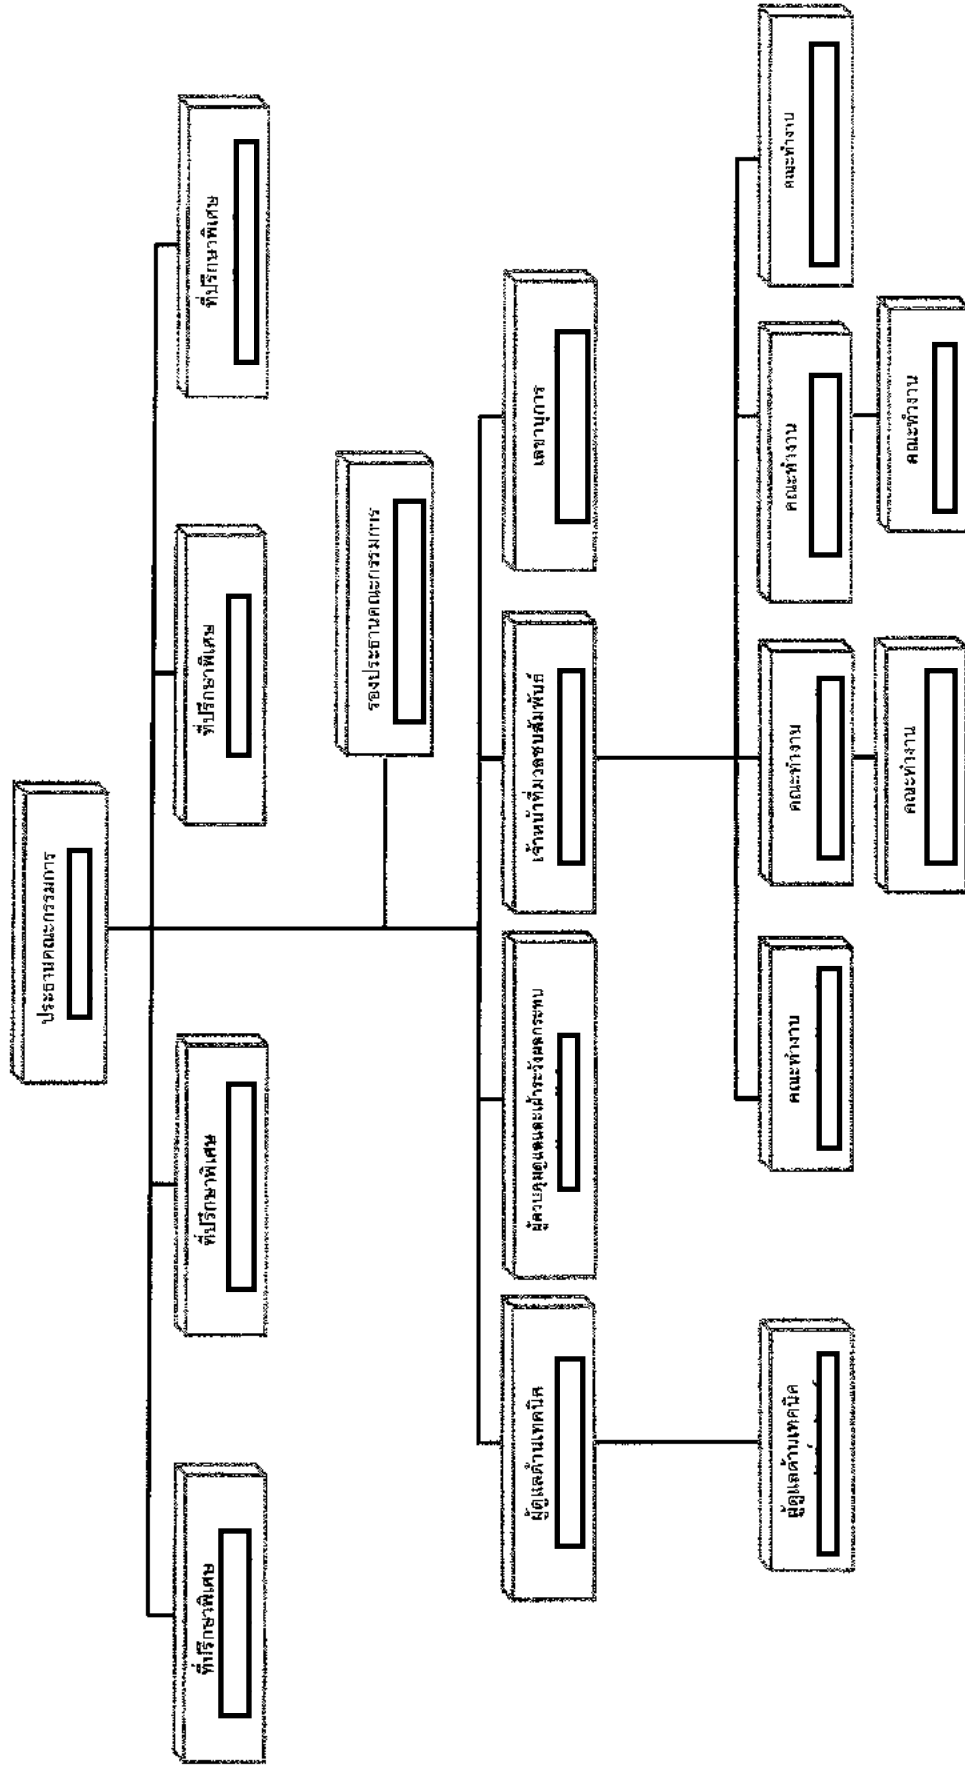 ประธานคณะกรรมการ
ที่ปรึกษาพิเศษ
ที่ปรึกษาพิเศษ
ที่ปรึกษาพิเศษ
ที่ปรึกษาพิเศษ
รองประธานคณะกรรมการ
ผู้ดูแลด้านเทคนิค
ผู้ควบคุมดูแลและเฝ้าระวังผลกระทบ
เจ้าหน้าที่มวลชนสัมพันธ์
เลขานุการ
ผู้ดูแลด้านเทคนิค
คณะทำงาน
คณะทำงาน
คณะทำงาน
คณะทำงาน
คณะทำงาน
คณะทำงาน